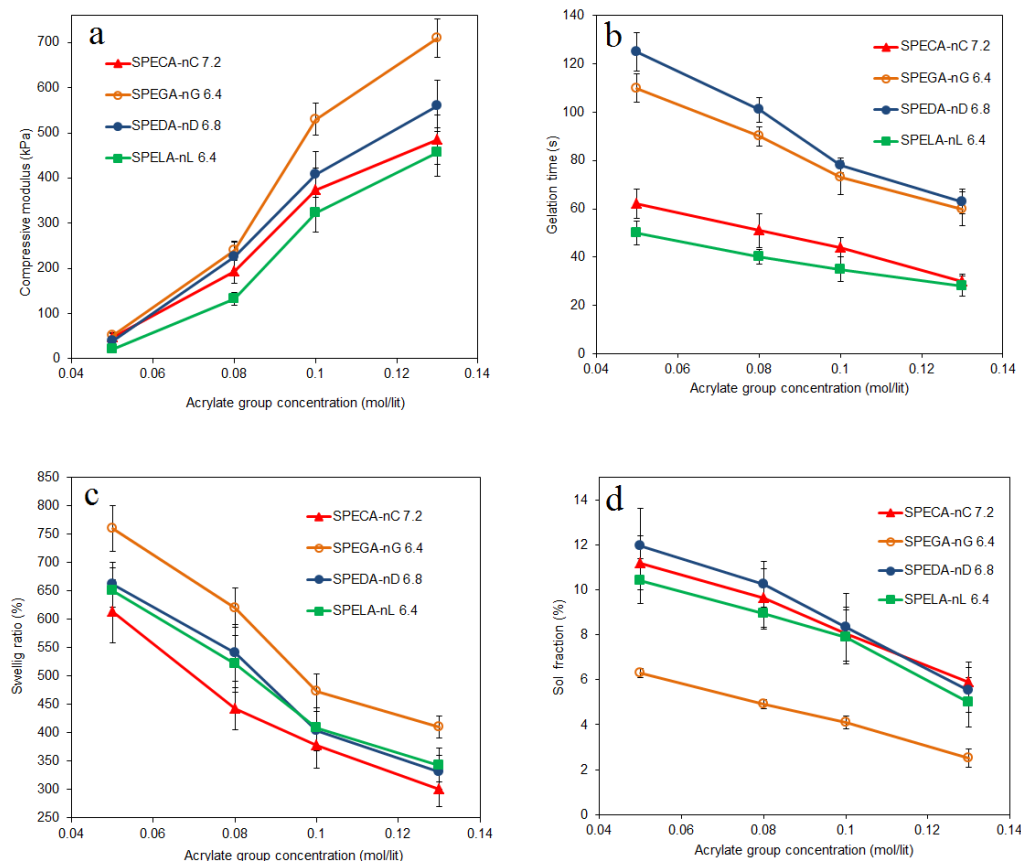 a
SPECA-nC 7.2
SPEGA-nG 6.4
SPEDA-nD 6.8
SPELA-nL 6.4
Compressive modulus (kPa)
700
600
500
400
300
200
100
0
0.04 0.06 0.08 0.1 0.12 0.14
Acrylate group concentration (mol/lit)
b
SPECA-nC 7.2
SPEGA-nG 6.4
SPEDA-nD 6.8
SPELA-nL 6.4
Gelation time (s)
140
120
100
80
60
40
20
0
0.04 0.06 0.08 0.1 0.12 0.14
Acrylate group concentration (mol/lit)
c
SPECA-nC 7.2
SPEGA-nG 6.4
SPEDA-nD 6.8
SPELA-nL 6.4
Swellig ratio (%)
850
800
750
700
650
600
550
500
450
400
350
300
250
0.04 0.06 0.08 0.1 0.12 0.14
Acrylate group concentration (mol/lit)
d
SPECA-nC 7.2
SPEGA-nG 6.4
SPEDA-nD 6.8
SPELA-nL 6.4
Sol fraction (%)
14
12
10
8
6
4
2
0
0.04 0.06 0.08 0.1 0.12 0.14
Acrylate group concentration (mol/lit)